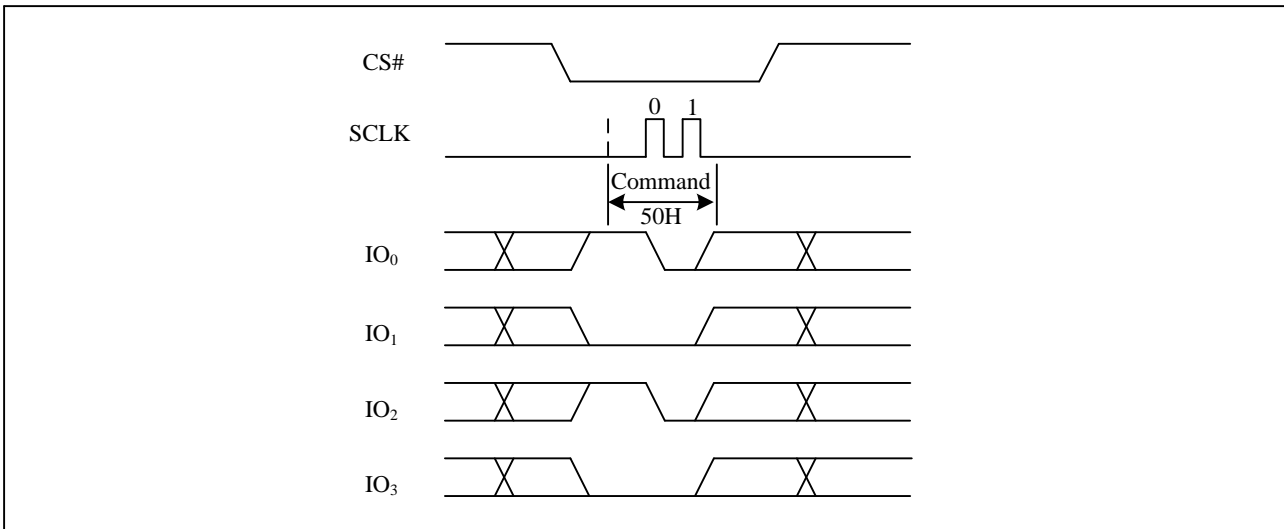 CS#
0 1
SCLK
Command
50H
IO0
IO1
IO2
IO3